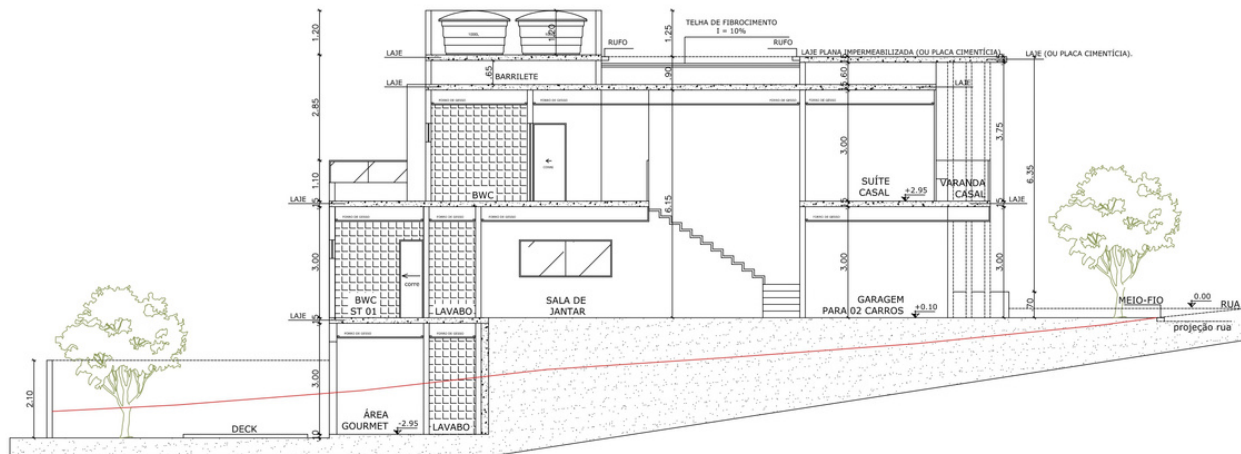 1.20
1.20
1.25
TELHA DE FIBROCIMENTO
I = 10%
RUFO
RUFO
LAJE
LAJE PLANA IMPERMEABILIZADA (OU PLACA CIMENTÍCIA)
LAJE (OU PLACA CIMENTÍCIA).
.65
BARRILETE
.90
.60
LAJE
LAJE
2.85
3.00
3.75
6.35
1.10
BWC
SUÍTE
CASAL
+2.95
VARANDA
CASAL
LAJE
LAJE
6.15
3.00
3.00
3.00
CORRE
BWC
ST 01
LAVABO
SALA DE
JANTAR
GARAGEM
PARA 02 CARROS
+0.10
.70
MEIO-FIO
0.00
RUA
projeção rua
LAJE
2.10
3.00
DECK
ÁREA
GOURMET
-2.95
LAVABO